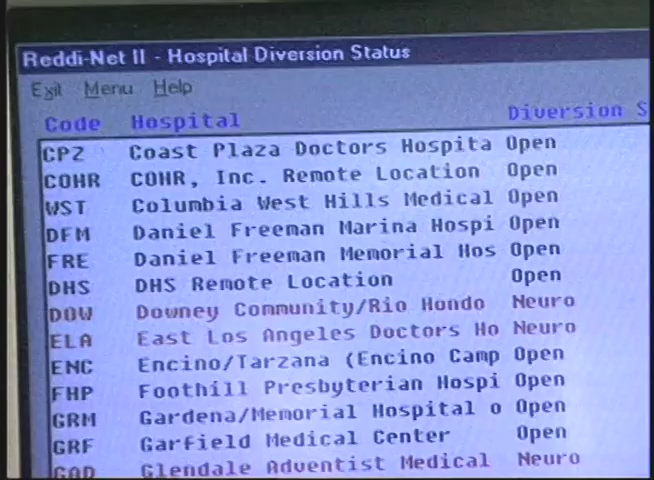 Reddi-Net II - Hospital Diversion Status
Exit Menu Help
Code Hospital Diversion S
CPZ Coast Plaza Doctors Hospita Open
COHR COHR, Inc. Remote Location Open
WST Columbia West Hills Medical Open
DFM Daniel Freeman Marina Hospi Open
FRE Daniel Freeman Memorial Hos Open
DHS DHS Remote Location Open
DOW Downey Community/Rio Hondo Neuro
ELA East Los Angeles Doctors Ho Neuro
ENC Encino/Tarzana (Encino Camp Open
FHP Foothill Presbyterian Hospi Open
GRM Gardena/Memorial Hospital o Open
GRF Garfield Medical Center Open
GAD Glendale Adventist Medical Neuro